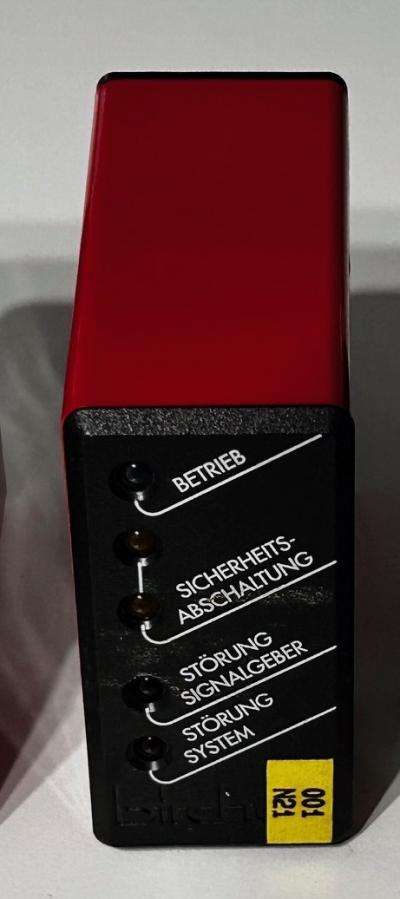 BETRIEB
SICHERHEITS-
ABSCHALTUNG
STÖRUNG
SIGNALGEBER
STÖRUNG
SYSTEM
001
N21